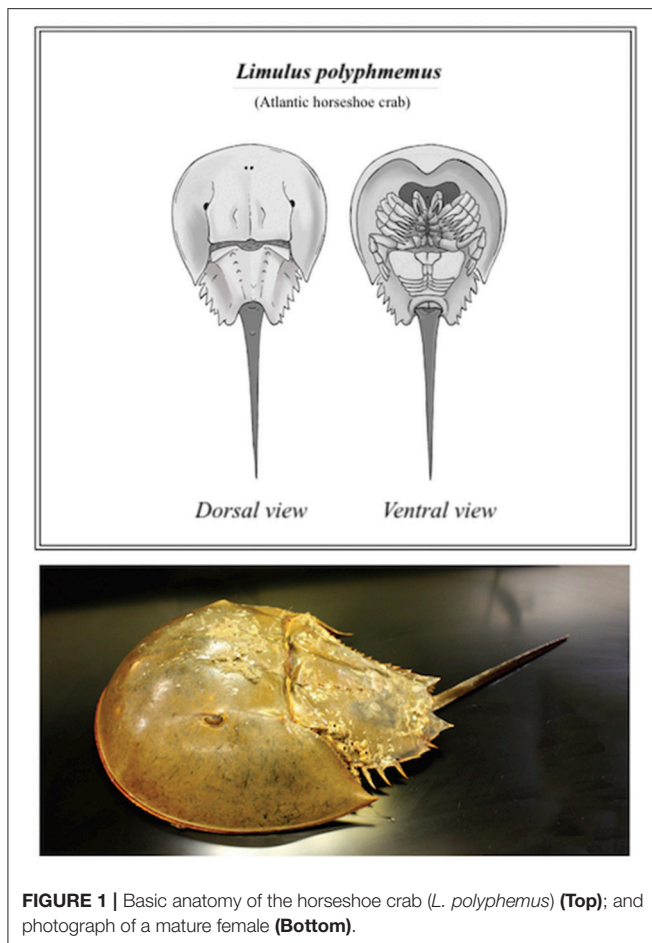 Limulus polyphmemus
(Atlantic horseshoe crab)
Dorsal view
Ventral view
FIGURE 1 | Basic anatomy of the horseshoe crab (L. polyphemus) (Top); and
photograph of a mature female (Bottom).